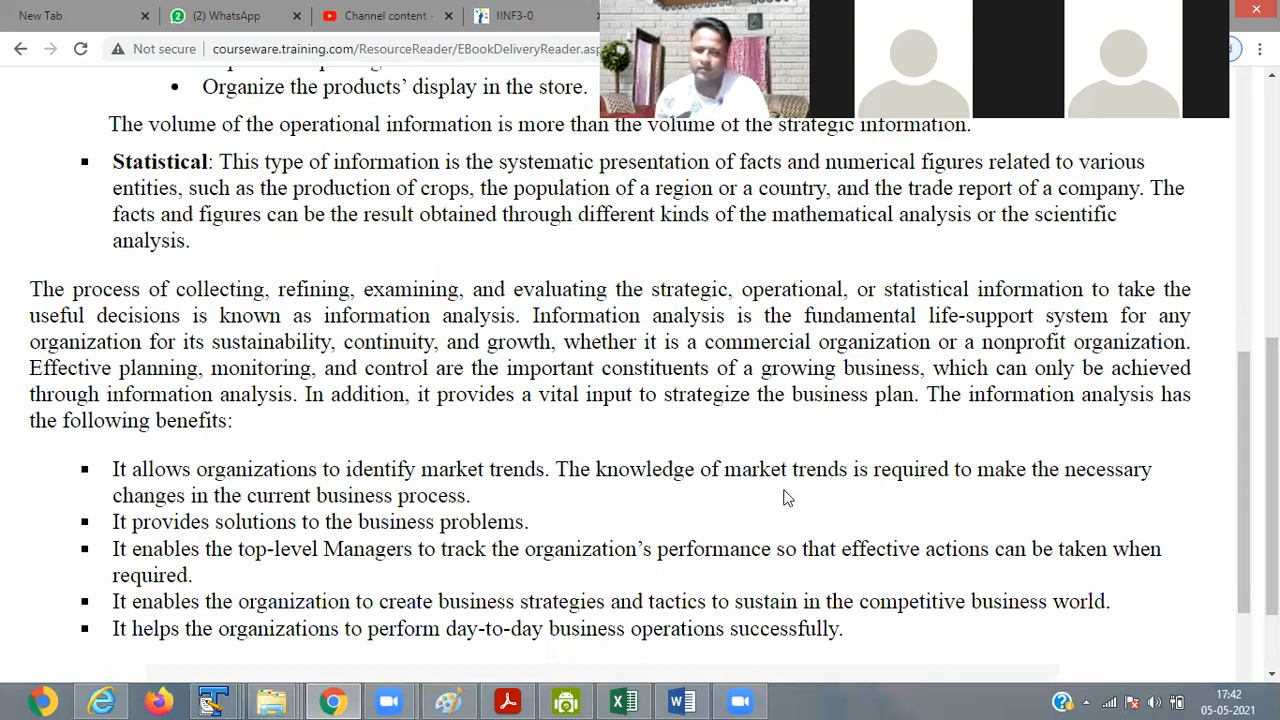 New Tab
(2) WhatsApp
Channel content -
IINF3-0
Not secure
courseware.training.com/ResourceReader/EBookDeliveryReader.asp
• Organize the products' display in the store.
The volume of the operational information is more than the volume of the strategic information.
Statistical: This type of information is the systematic presentation of facts and numerical figures related to various
entities, such as the production of crops, the population of a region or a country, and the trade report of a company. The
facts and figures can be the result obtained through different kinds of the mathematical analysis or the scientific
analysis.
The process of collecting, refining, examining, and evaluating the strategic, operational, or statistical information to take the
useful decisions is known as information analysis. Information analysis is the fundamental life-support system for any
organization for its sustainability, continuity, and growth, whether it is a commercial organization or a nonprofit organization.
Effective planning, monitoring, and control are the important constituents of a growing business, which can only be achieved
through information analysis. In addition, it provides a vital input to strategize the business plan. The information analysis has
the following benefits:
It allows organizations to identify market trends. The knowledge of market trends is required to make the necessary
changes in the current business process.
It provides solutions to the business problems.
It enables the top-level Managers to track the organization's performance so that effective actions can be taken when
required.
It enables the organization to create business strategies and tactics to sustain in the competitive business world.
It helps the organizations to perform day-to-day business operations successfully.
17:42
05-05-2021